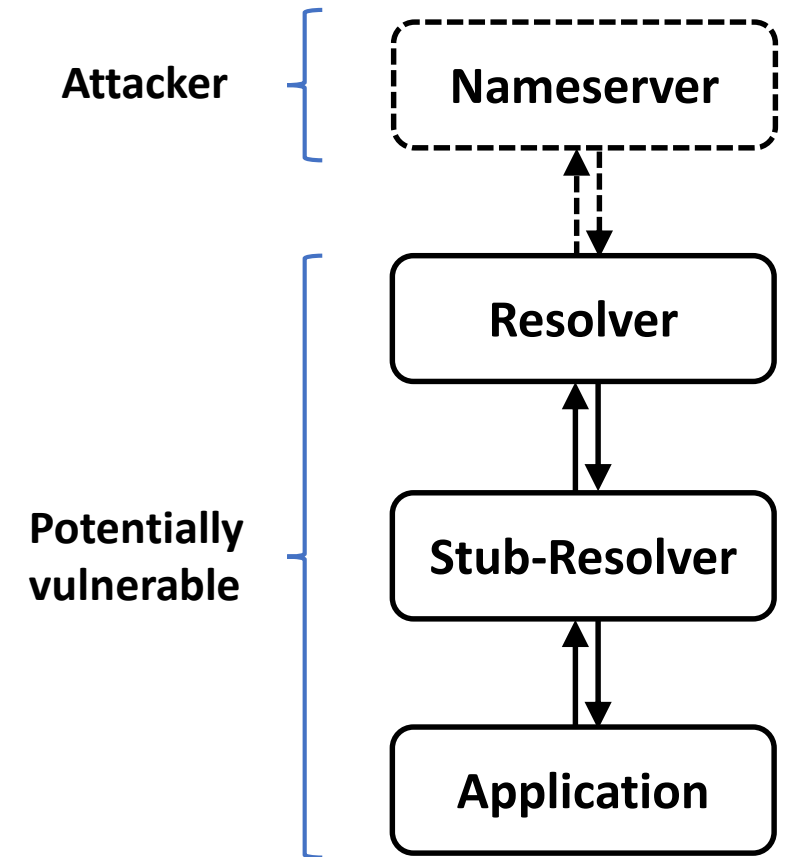 Attacker
Nameserver
Resolver
Potentially
vulnerable
Stub-Resolver
Application